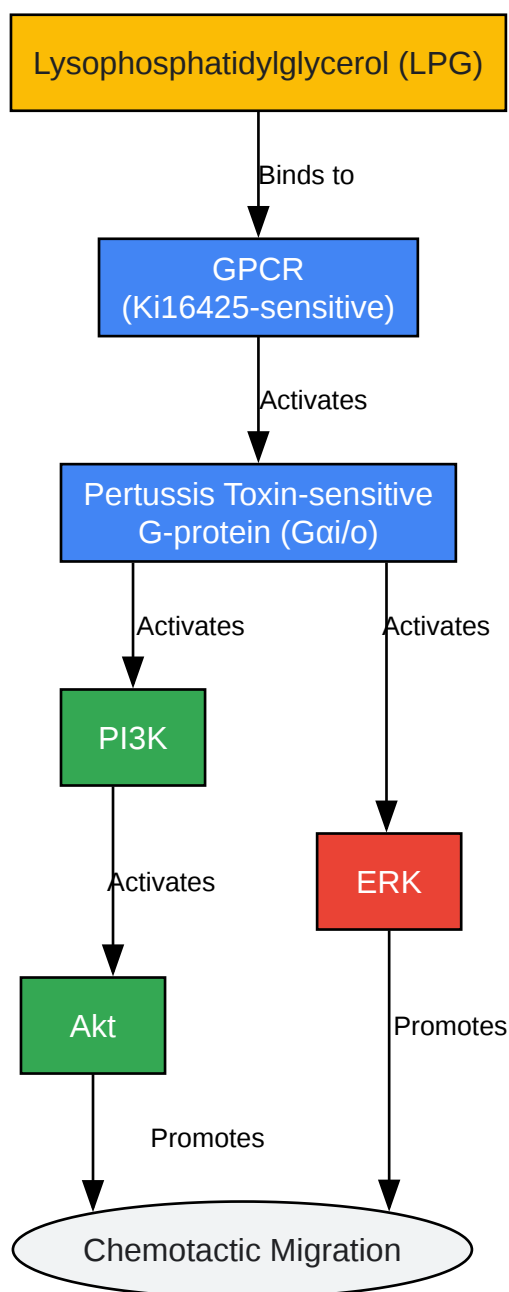 Lysophosphatidylglycerol (LPG)
Binds to
GPCR
(Ki16425-sensitive)
Activates
Pertussis Toxin-sensitive
G-protein (Gαi/o)
Activates
Activates
PI3K
Activates
ERK
Akt
Promotes
Promotes
Chemotactic Migration